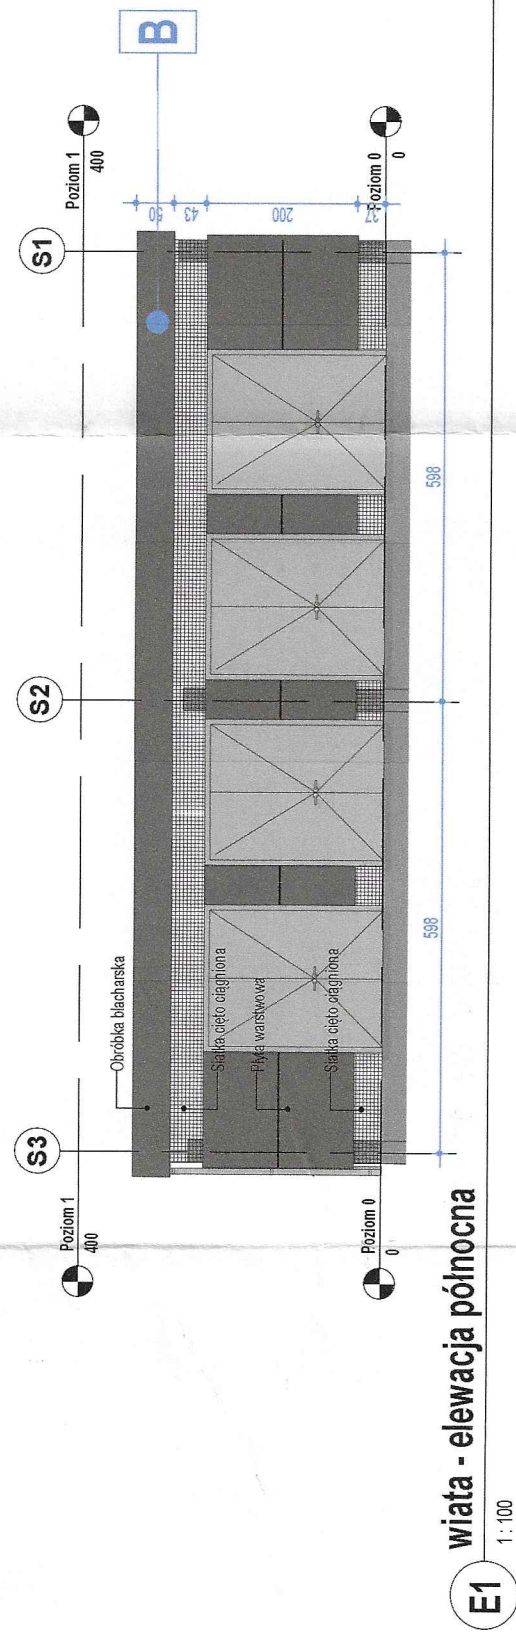 S3
S2
S1
B
Poziom 1
400
Poziom 1
400
Obróbka blacharska
Siatka cięto ciągniona
Płyta warstwowa
Siatka cięto ciągniona
50
43
200
37
Poziom 0
0
Poziom 0
0
598
598
E1
wiata - elewacja północna
1 : 100